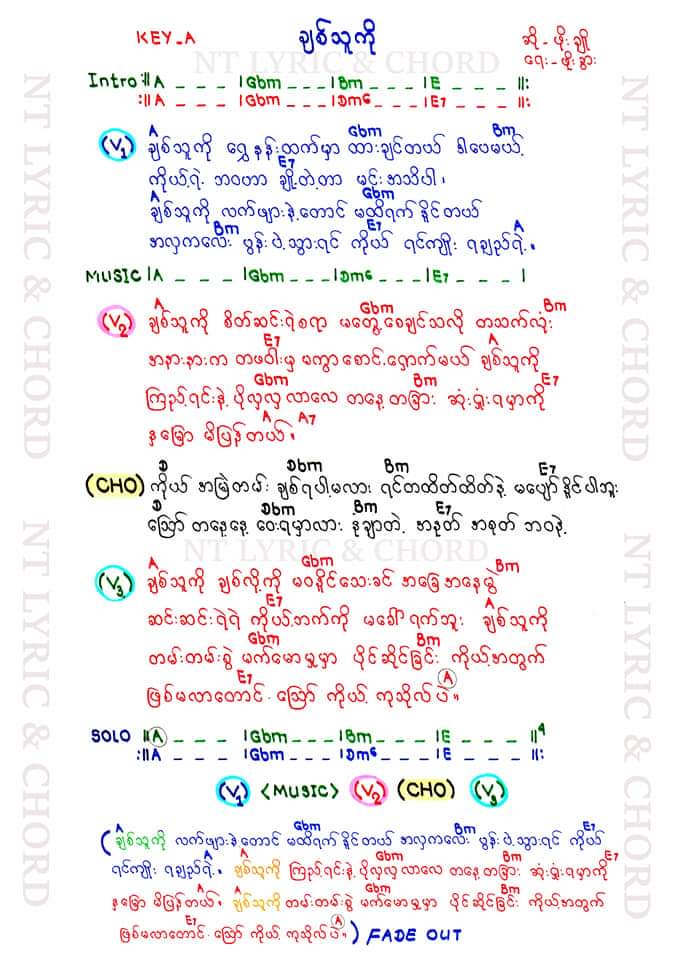 KEY_A
ချစ်သူကို
ဆို - ဖိုးချို
ရေး - ဖိုးခွား
NT LYRIC & CHORD
Intro 𝄆 A _ _ _ |Gbm _ _ _ |Bm _ _ _ |E _ _ _ ||:
:||A _ _ _ |Gbm _ _ _ |Dm6 _ _ _ |E7 _ _ _ ||:
A Gbm Bm
(V1) ချစ်သူကို ရွှေနန်းထက်မှာ ထားချင်တယ် ဒါပေမယ့်
E7
ကိုယ့်ရဲ့ ဘဝဟာ ချို့တဲ့တာ မင်းအသိပါ၊
A Gbm
ချစ်သူကို လက်ဖျားနဲ့တောင် မထိရက်နိုင်တယ်
Bm E7 A
အလှကလေး ပွန်းပဲ့သွားရင် ကိုယ် ရင်ကျိုး ရချည်ရဲ့။
MUSIC |A _ _ _ |Gbm _ _ _ |Dm6 _ _ _ |E7 _ _ _ |
A Gbm Bm
(V2) ချစ်သူကို စိတ်ဆင်းရဲစရာ မတွေ့စေချင်သလို တသက်လုံး
E7 A
အနားနားက တဖဝါးမှ မကွာ စောင့်ရှောက်မယ် ချစ်သူကို
Gbm Bm E7
ကြည့်ရင်းနဲ့ ပိုလှလှလာလေ တနေ့တခြား ဆုံးရှုံးရမှာကို
A A7
နှမြော မိပြန်တယ်၊
D Dbm Bm E7
(CHO) ကိုယ် အမြဲတမ်း ချစ်ရပါ့မလား ရင်တထိတ်ထိတ်နဲ့ မပျော်နိုင်ပါဘူး
D Dbm Bm E7
ဩော် တနေ့နေ့ ဝေးရမှာလား နုံချာတဲ့ အနုတ် အစုတ် ဘဝနဲ့
NT LYRIC & CHORD
A Gbm Bm
(V3) ချစ်သူကို ချစ်လို့ကို မဝနိုင်သေးခင် အခြေအနေမဲ့
E7 A
ဆင်းဆင်းရဲရဲ ကိုယ့်ဘက်ကို မခေါ်ရက်ဘူး ချစ်သူကို
Gbm Bm
တမ်းတမ်းစွဲ မက်မောမှုမှာ ပိုင်ဆိုင်ခြင်း ကိုယ့်အတွက်
E7 A
ဖြစ်မလာတောင် ဩော် ကိုယ့် ကုသိုလ်ပဲ။
SOLO ||A _ _ _ |Gbm _ _ _ |Bm _ _ _ |E _ _ _ ||4
:||A _ _ _ |Gbm _ _ _ |Dm6 _ _ _ |E _ _ _ ||:
(V1) <MUSIC> (V2) (CHO) (V3)
A Gbm Bm E7
(ချစ်သူကို လက်ဖျားနဲ့တောင် မထိရက်နိုင်တယ် အလှကလေး ပွန်းပဲ့သွားရင် ကိုယ်
A A Gbm Bm E7
ရင်ကျိုး ရချည်ရဲ့။ ချစ်သူကို ကြည့်ရင်းနဲ့ ပိုလှလှလာလေ တနေ့တခြား ဆုံးရှုံးရမှာကို
A A Gbm Bm
နှမြော မိပြန်တယ်၊ ချစ်သူကို တမ်းတမ်းစွဲ မက်မောမှုမှာ ပိုင်ဆိုင်ခြင်း ကိုယ့်အတွက်
E7 A
ဖြစ်မလာတောင် ဩော် ကိုယ့် ကုသိုလ်ပဲ။) FADE OUT
NT LYRIC & CHORD
NT LYRIC & CHORD
NT LYRIC & CHORD
NT LYRIC & CHORD